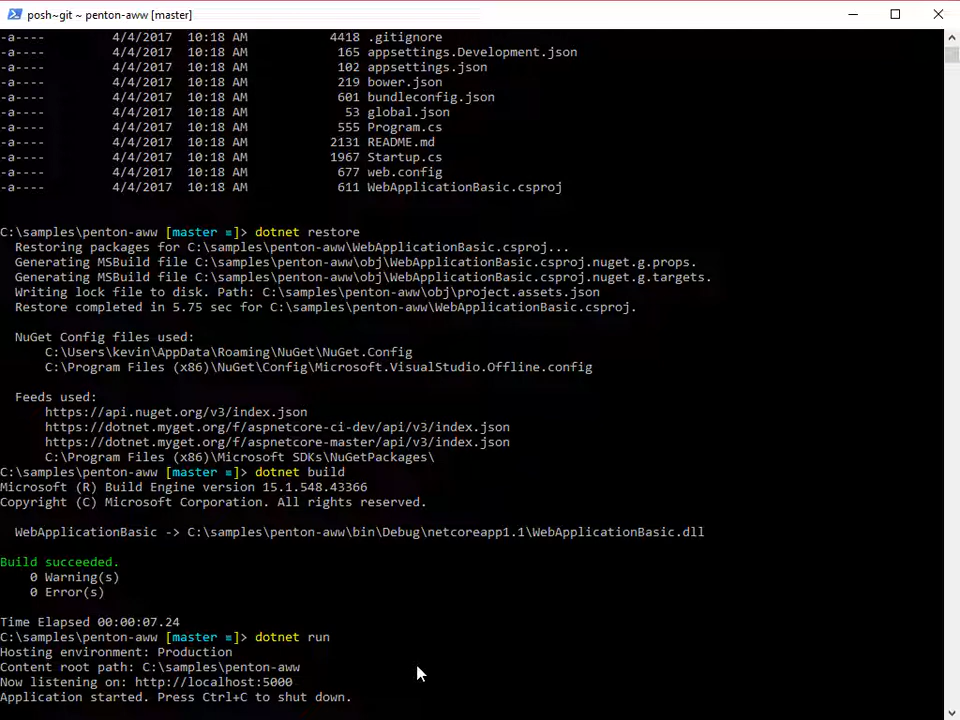 posh~git ~ penton-aww [master]
-a---- 4/4/2017 10:18 AM 4418 .gitignore
-a---- 4/4/2017 10:18 AM 165 appsettings.Development.json
-a---- 4/4/2017 10:18 AM 102 appsettings.json
-a---- 4/4/2017 10:18 AM 219 bower.json
-a---- 4/4/2017 10:18 AM 601 bundleconfig.json
-a---- 4/4/2017 10:18 AM 53 global.json
-a---- 4/4/2017 10:18 AM 555 Program.cs
-a---- 4/4/2017 10:18 AM 2131 README.md
-a---- 4/4/2017 10:18 AM 1967 Startup.cs
-a---- 4/4/2017 10:18 AM 677 web.config
-a---- 4/4/2017 10:18 AM 611 WebApplicationBasic.csproj
C:\samples\penton-aww [master ≡]> dotnet restore
Restoring packages for C:\samples\penton-aww\WebApplicationBasic.csproj...
Generating MSBuild file C:\samples\penton-aww\obj\WebApplicationBasic.csproj.nuget.g.props.
Generating MSBuild file C:\samples\penton-aww\obj\WebApplicationBasic.csproj.nuget.g.targets.
Writing lock file to disk. Path: C:\samples\penton-aww\obj\project.assets.json
Restore completed in 5.75 sec for C:\samples\penton-aww\WebApplicationBasic.csproj.
NuGet Config files used:
C:\Users\kevin\AppData\Roaming\NuGet\NuGet.Config
C:\Program Files (x86)\NuGet\Config\Microsoft.VisualStudio.Offline.config
Feeds used:
https://api.nuget.org/v3/index.json
https://dotnet.myget.org/f/aspnetcore-ci-dev/api/v3/index.json
https://dotnet.myget.org/f/aspnetcore-master/api/v3/index.json
C:\Program Files (x86)\Microsoft SDKs\NuGetPackages\
C:\samples\penton-aww [master ≡]> dotnet build
Microsoft (R) Build Engine version 15.1.548.43366
Copyright (C) Microsoft Corporation. All rights reserved.
WebApplicationBasic -> C:\samples\penton-aww\bin\Debug\netcoreapp1.1\WebApplicationBasic.dll
Build succeeded.
0 Warning(s)
0 Error(s)
Time Elapsed 00:00:07.24
C:\samples\penton-aww [master ≡]> dotnet run
Hosting environment: Production
Content root path: C:\samples\penton-aww
Now listening on: http://localhost:5000
Application started. Press Ctrl+C to shut down.